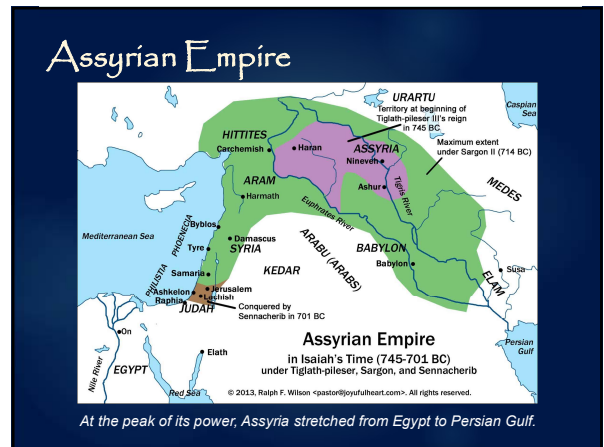 Assyrian Empire
URARTU
Territory at beginning of
Tiglath-pileser III's reign
in 745 BC
Caspian
Sea
HITTITES
Carchemish
Haran
ASSYRIA
Nineveh
Maximum extent
under Sargon II (714 BC)
ARAM
Harmath
Ashur
Tigris River
MEDES
Euphrates River
Byblos
PHOENECIA
Mediterranean Sea
Tyre
Damascus
SYRIA
ARABU (ARABS)
BABYLON
Babylon
KEDAR
ELAM
Susa
Samaria
PHILISTIA
Ashkelon
Jerusalem
Lachish
Raphia
JUDAH
Conquered by
Sennacherib in 701 BC
On
Elath
EGYPT
Nile River
Red Sea
Persian
Gulf
Assyrian Empire
in Isaiah's Time (745-701 BC)
under Tiglath-pileser, Sargon, and Sennacherib
© 2013, Ralph F. Wilson <pastor@joyfulheart.com>. All rights reserved.
At the peak of its power, Assyria stretched from Egypt to Persian Gulf.